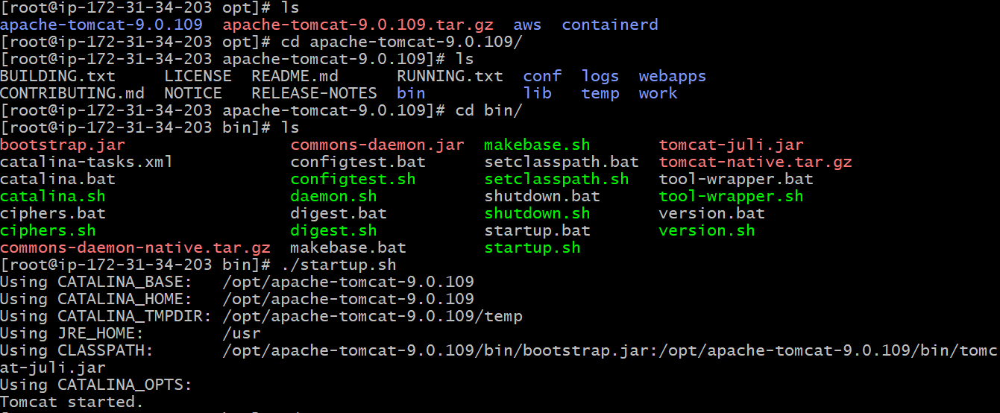 [root@ip-172-31-34-203 opt]# ls
apache-tomcat-9.0.109  apache-tomcat-9.0.109.tar.gz  aws  containerd
[root@ip-172-31-34-203 opt]# cd apache-tomcat-9.0.109/
[root@ip-172-31-34-203 apache-tomcat-9.0.109]# ls
BUILDING.txt     LICENSE  README.md      RUNNING.txt  conf  logs  webapps
CONTRIBUTING.md  NOTICE   RELEASE-NOTES  bin          lib   temp  work
[root@ip-172-31-34-203 apache-tomcat-9.0.109]# cd bin/
[root@ip-172-31-34-203 bin]# ls
bootstrap.jar                 commons-daemon.jar  makebase.sh       tomcat-juli.jar
catalina-tasks.xml            configtest.bat      setclasspath.bat  tomcat-native.tar.gz
catalina.bat                  configtest.sh       setclasspath.sh   tool-wrapper.bat
catalina.sh                   daemon.sh           shutdown.bat      tool-wrapper.sh
ciphers.bat                   digest.bat          shutdown.sh       version.bat
ciphers.sh                    digest.sh           startup.bat       version.sh
commons-daemon-native.tar.gz  makebase.bat        startup.sh
[root@ip-172-31-34-203 bin]# ./startup.sh
Using CATALINA_BASE:   /opt/apache-tomcat-9.0.109
Using CATALINA_HOME:   /opt/apache-tomcat-9.0.109
Using CATALINA_TMPDIR: /opt/apache-tomcat-9.0.109/temp
Using JRE_HOME:        /usr
Using CLASSPATH:       /opt/apache-tomcat-9.0.109/bin/bootstrap.jar:/opt/apache-tomcat-9.0.109/bin/tomc
at-juli.jar
Using CATALINA_OPTS:
Tomcat started.